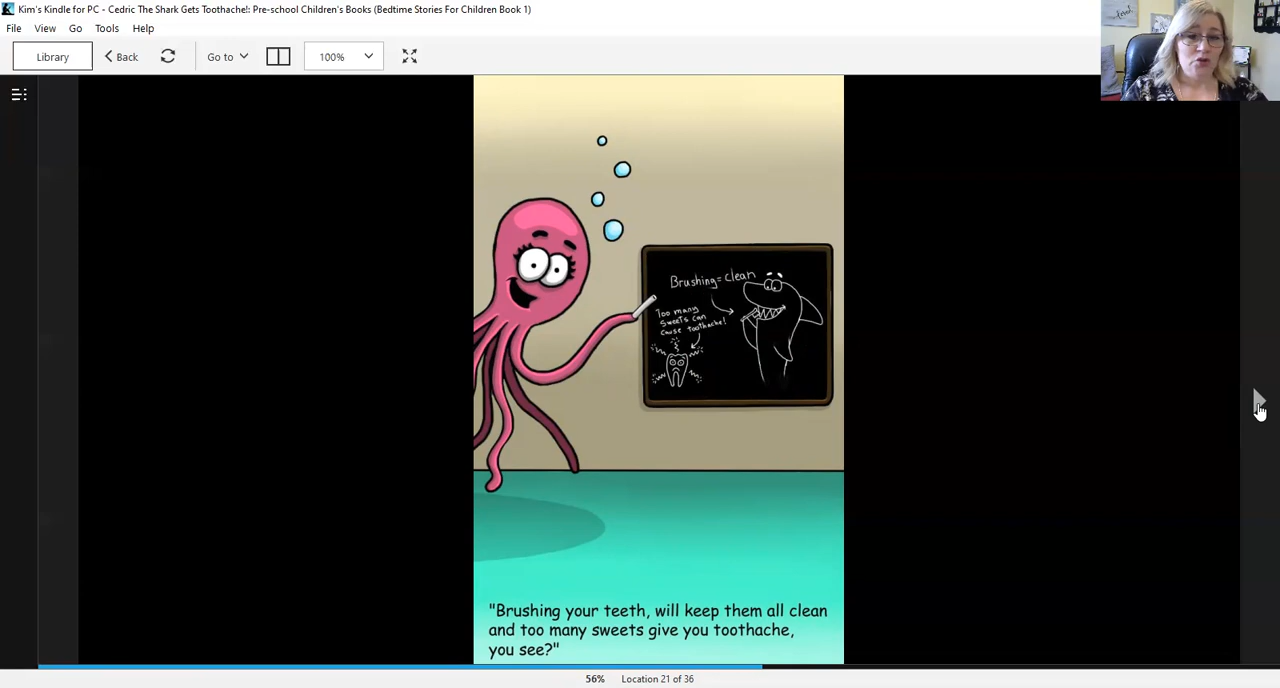 Kim's Kindle for PC - Cedric The Shark Gets Toothache!: Pre-school Children's Books (Bedtime Stories For Children Book 1)
File View Go Tools Help
Library Back Go to 100%
Brushing=clean
Too many
sweets can
cause toothache!
"Brushing your teeth, will keep them all clean
and too many sweets give you toothache,
you see?"
56% Location 21 of 36